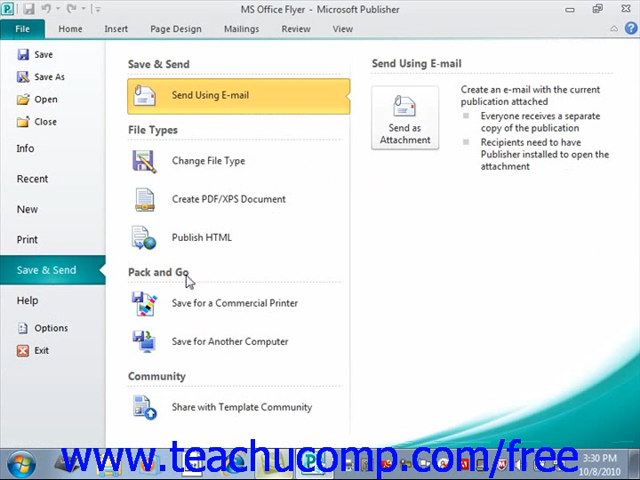 MS Office Flyer - Microsoft Publisher
File Home Insert Page Design Mailings Review View
Save
Save As
Open
Close
Info
Recent
New
Print
Save & Send
Help
Options
Exit
Save & Send
Send Using E-mail
File Types
Change File Type
Create PDF/XPS Document
Publish HTML
Pack and Go
Save for a Commercial Printer
Save for Another Computer
Community
Share with Template Community
Send Using E-mail
Send as
Attachment
Create an e-mail with the current
publication attached
Everyone receives a separate
copy of the publication
Recipients need to have
Publisher installed to open the
attachment
www.teachucomp.com/free
3:30 PM
10/8/2010